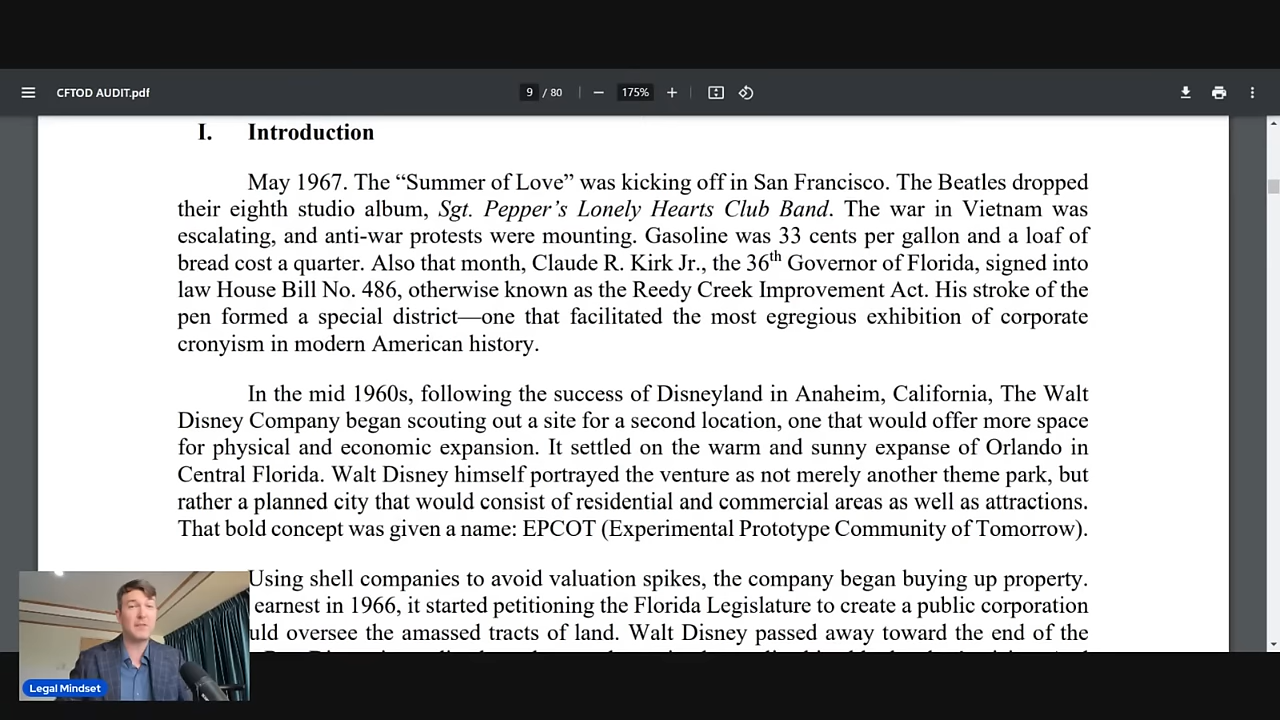 CFTOD AUDIT.pdf
9 / 80
175%
I. Introduction
May 1967. The “Summer of Love” was kicking off in San Francisco. The Beatles dropped
their eighth studio album, Sgt. Pepper’s Lonely Hearts Club Band. The war in Vietnam was
escalating, and anti-war protests were mounting. Gasoline was 33 cents per gallon and a loaf of
bread cost a quarter. Also that month, Claude R. Kirk Jr., the 36th Governor of Florida, signed into
law House Bill No. 486, otherwise known as the Reedy Creek Improvement Act. His stroke of the
pen formed a special district—one that facilitated the most egregious exhibition of corporate
cronyism in modern American history.
In the mid 1960s, following the success of Disneyland in Anaheim, California, The Walt
Disney Company began scouting out a site for a second location, one that would offer more space
for physical and economic expansion. It settled on the warm and sunny expanse of Orlando in
Central Florida. Walt Disney himself portrayed the venture as not merely another theme park, but
rather a planned city that would consist of residential and commercial areas as well as attractions.
That bold concept was given a name: EPCOT (Experimental Prototype Community of Tomorrow).
Using shell companies to avoid valuation spikes, the company began buying up property.
earnest in 1966, it started petitioning the Florida Legislature to create a public corporation
uld oversee the amassed tracts of land. Walt Disney passed away toward the end of the
Legal Mindset